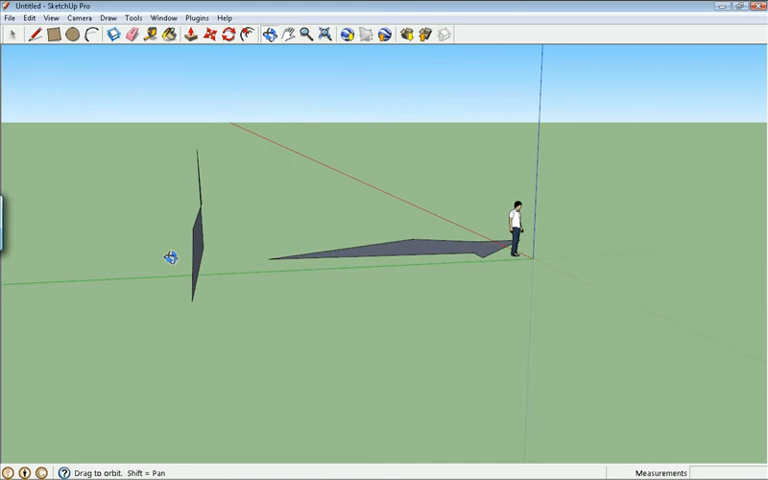 Untitled - SketchUp Pro
File Edit View Camera Draw Tools Window Plugins Help
Drag to orbit. Shift = Pan
Measurements